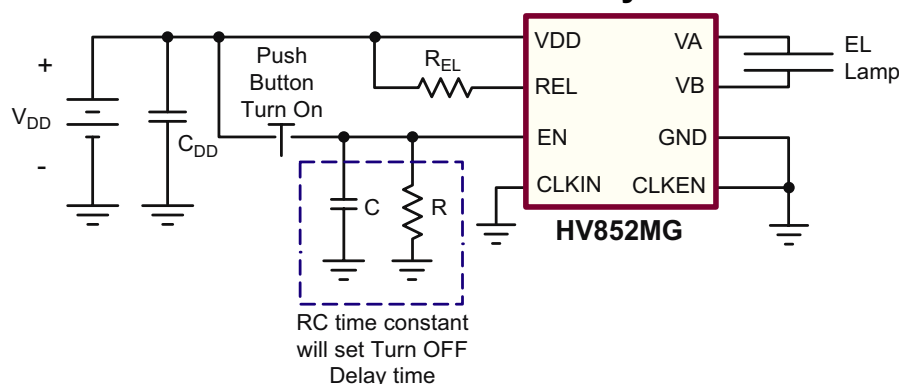 +
V_DD
-
C_DD
Push
Button
Turn On
R_EL
VDD
REL
EN
CLKIN
VA
VB
GND
CLKEN
EL
Lamp
HV852MG
C
R
RC time constant
will set Turn OFF
Delay time